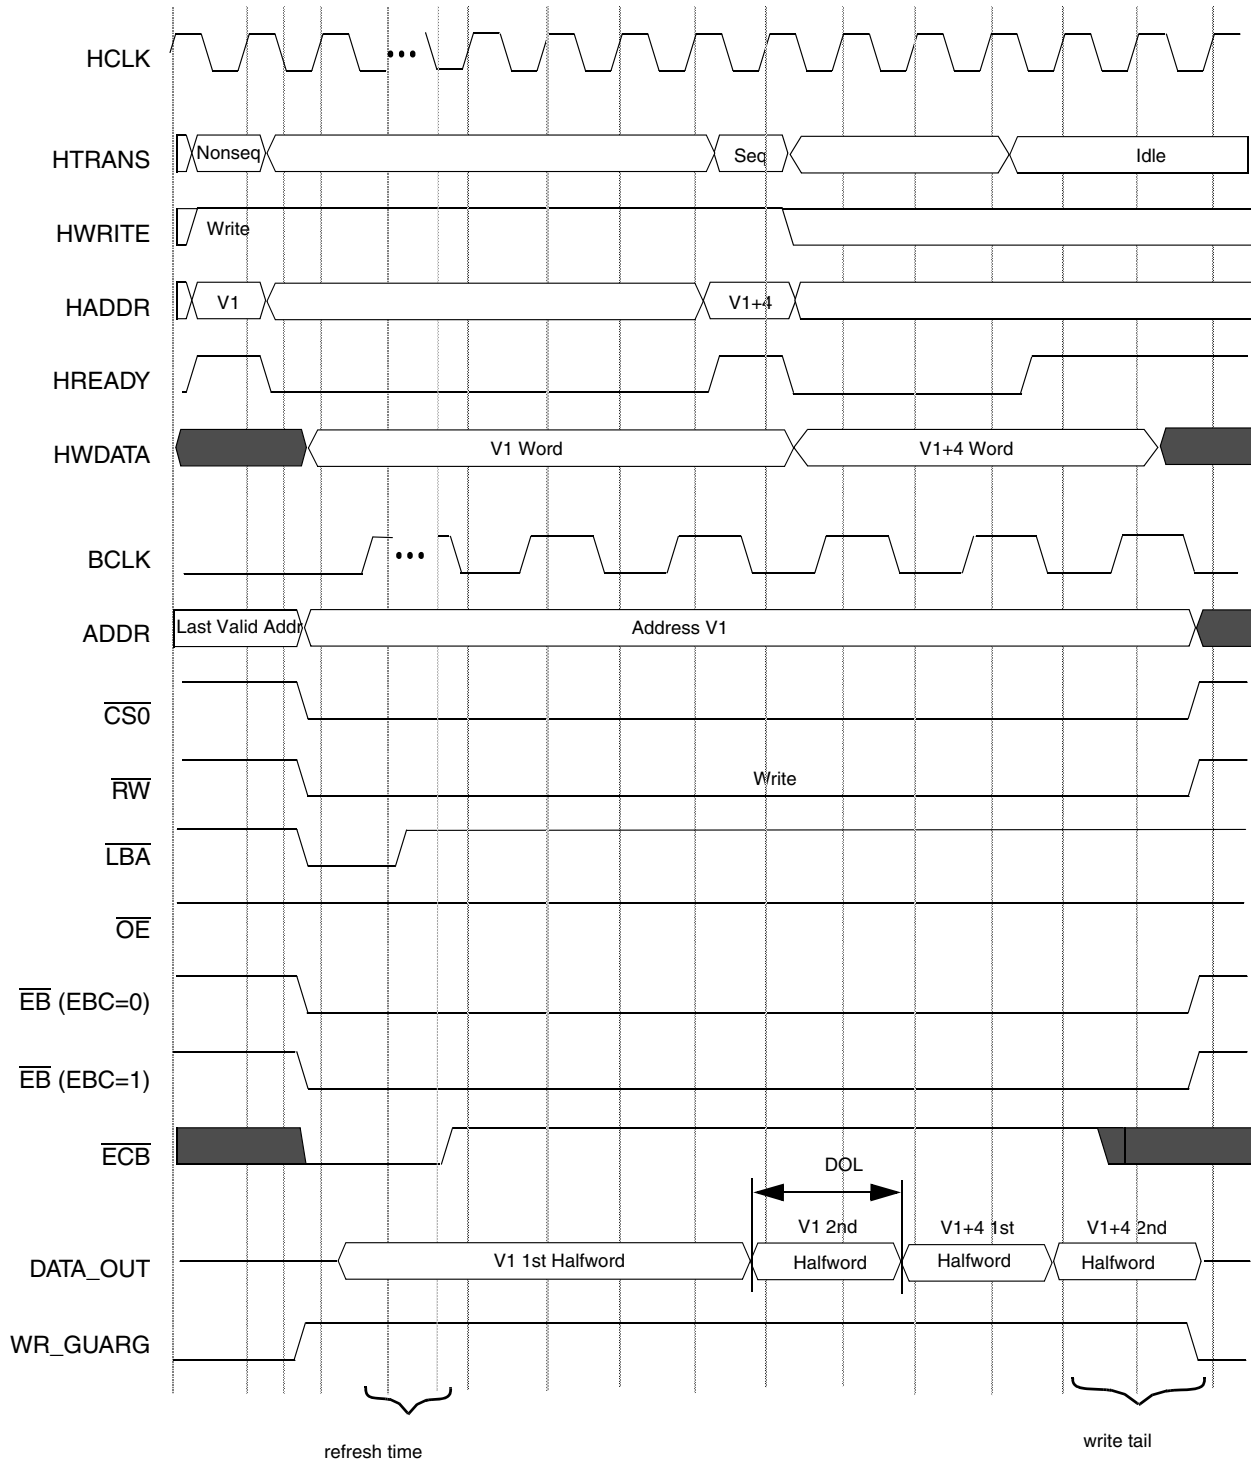 HCLK
HTRANS Nonseq Seq Idle
HWRITE Write
HADDR V1 V1+4
HREADY
HWDATA V1 Word V1+4 Word
BCLK
ADDR Last Valid Addr Address V1
CS0
RW Write
LBA
OE
EB (EBC=0)
EB (EBC=1)
ECB
DOL
V1 2nd V1+4 1st V1+4 2nd
DATA_OUT V1 1st Halfword Halfword Halfword Halfword
WR_GUARG
refresh time write tail